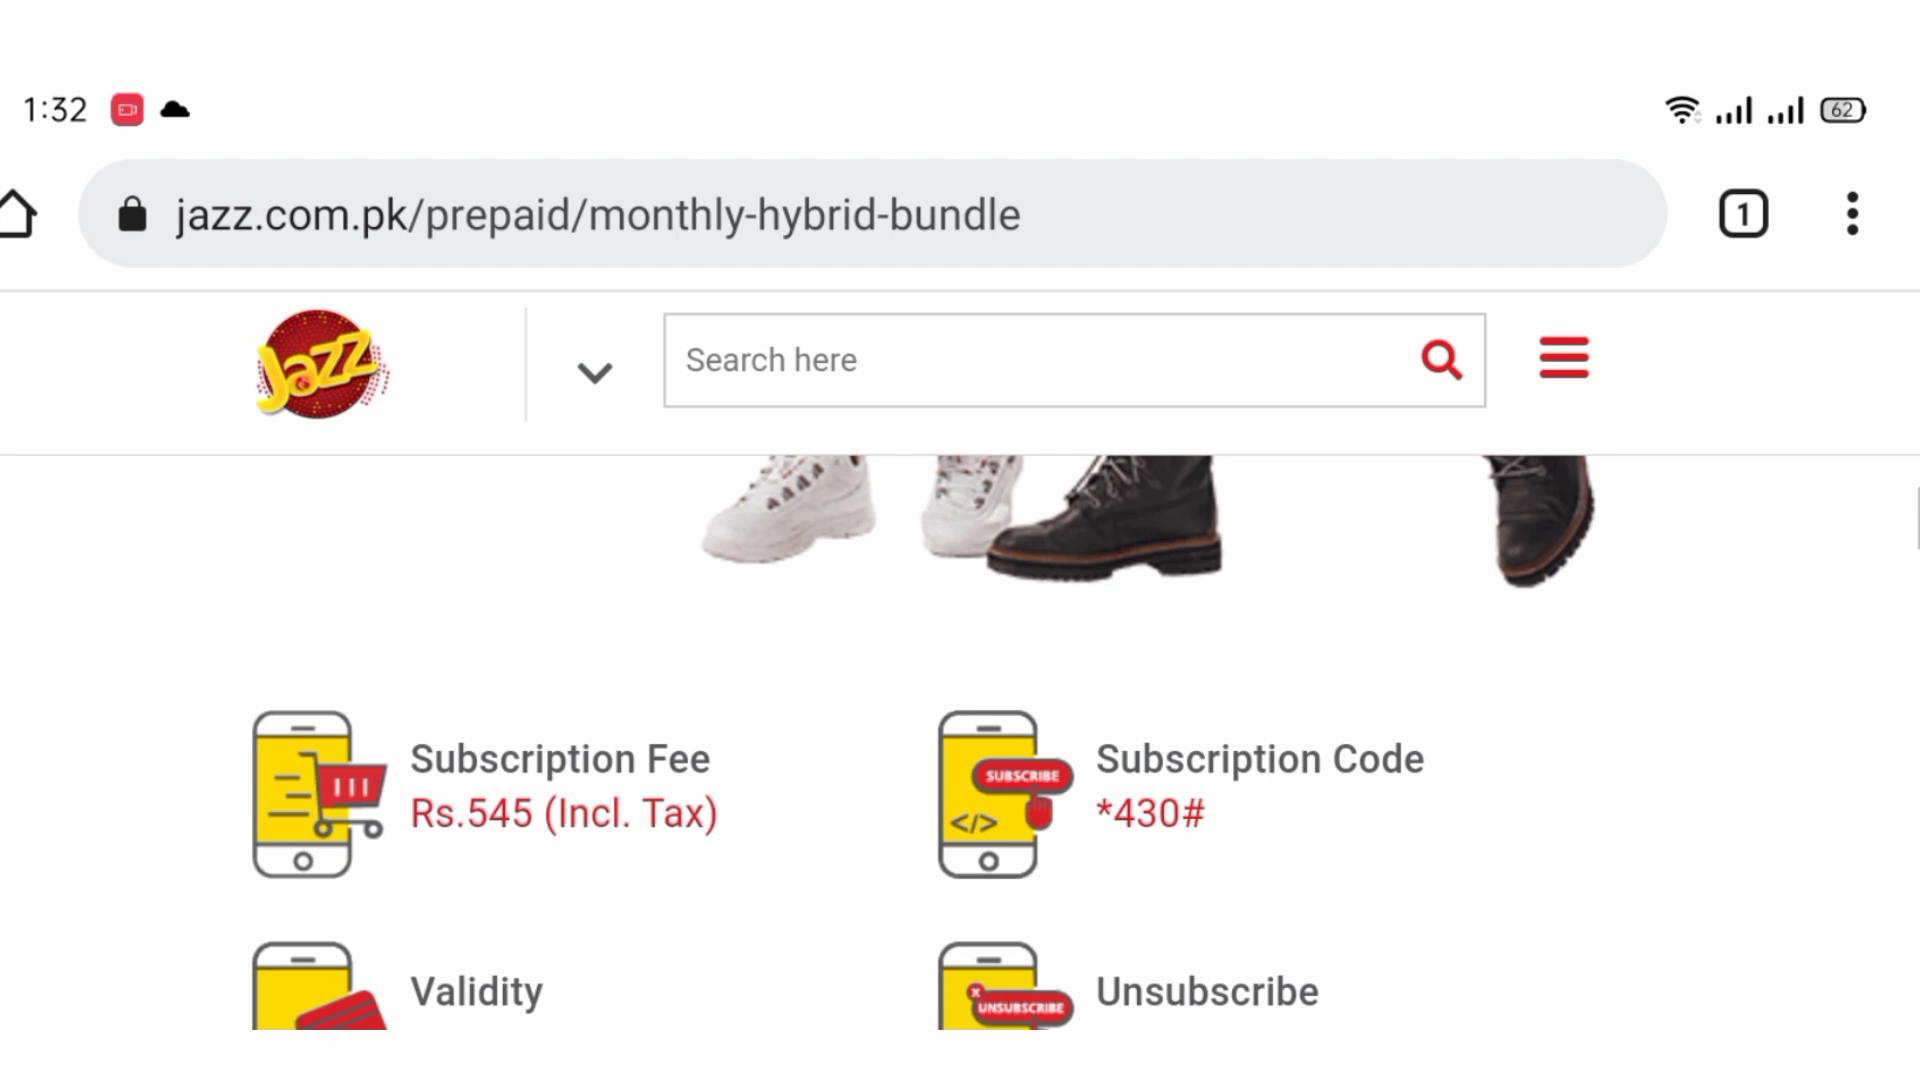 1:32
62
jazz.com.pk/prepaid/monthly-hybrid-bundle
1
Jazz
Search here
Subscription Fee
Rs.545 (Incl. Tax)
SUBSCRIBE
</>
Subscription Code
*430#
Validity
UNSUBSCRIBE
Unsubscribe